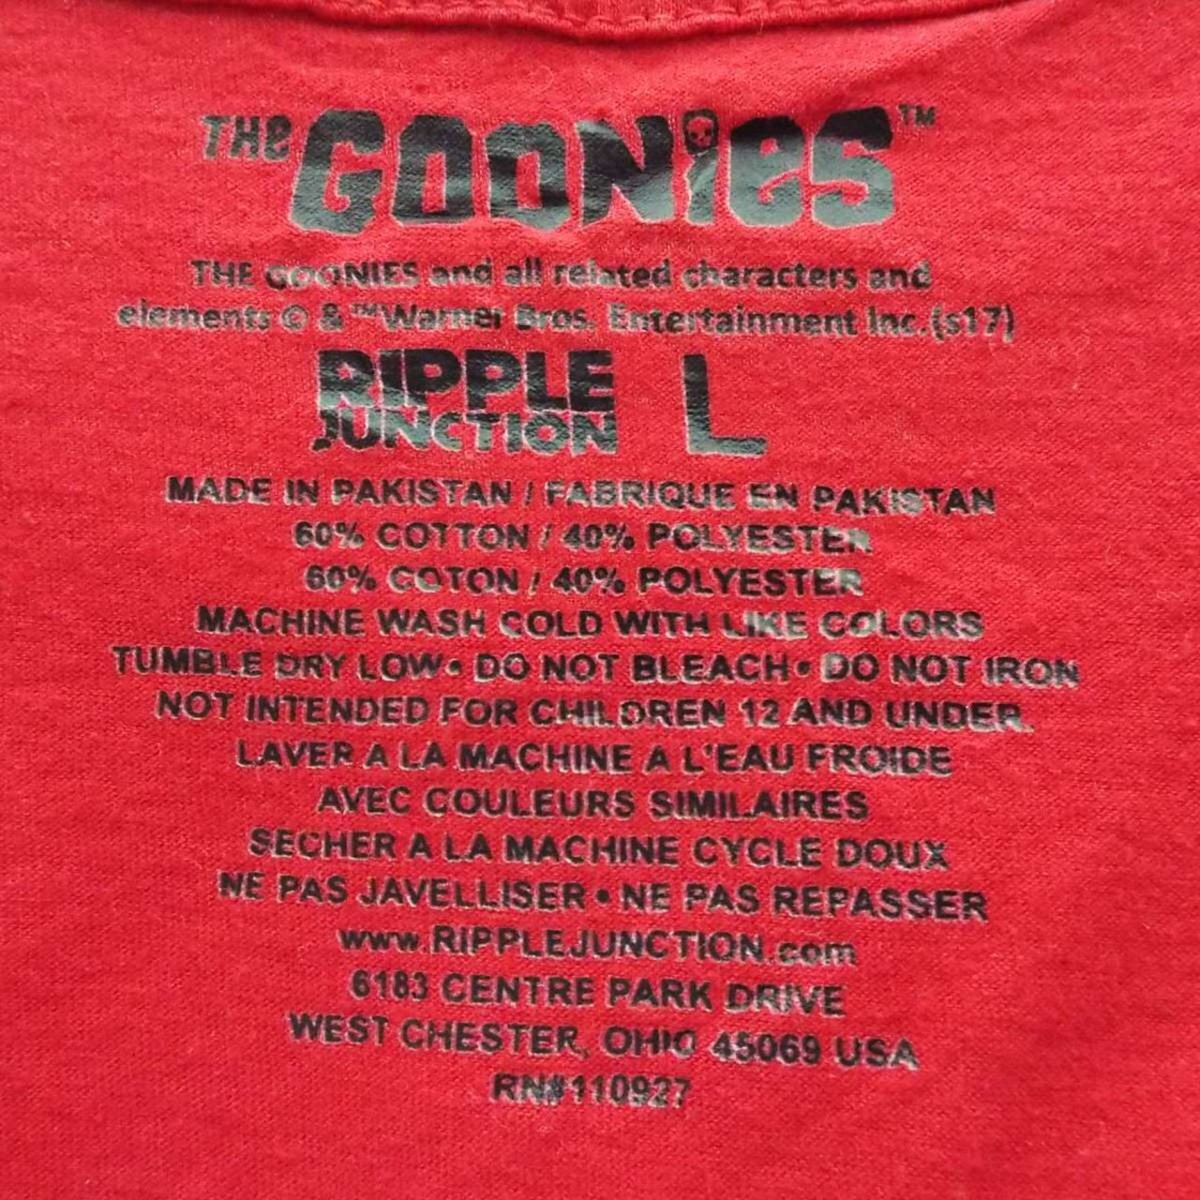 THE GOONiES™
THE GOONIES and all related characters and
elements © & ™Warner Bros. Entertainment Inc.(s17)
RIPPLE
JUNCTION
L
MADE IN PAKISTAN / FABRIQUE EN PAKISTAN
60% COTTON / 40% POLYESTER
60% COTON / 40% POLYESTER
MACHINE WASH COLD WITH LIKE COLORS
TUMBLE DRY LOW• DO NOT BLEACH• DO NOT IRON
NOT INTENDED FOR CHILDREN 12 AND UNDER.
LAVER A LA MACHINE A L'EAU FROIDE
AVEC COULEURS SIMILAIRES
SECHER A LA MACHINE CYCLE DOUX
NE PAS JAVELLISER • NE PAS REPASSER
www.RIPPLEJUNCTION.com
6183 CENTRE PARK DRIVE
WEST CHESTER, OHIO 45069 USA
RN#110927